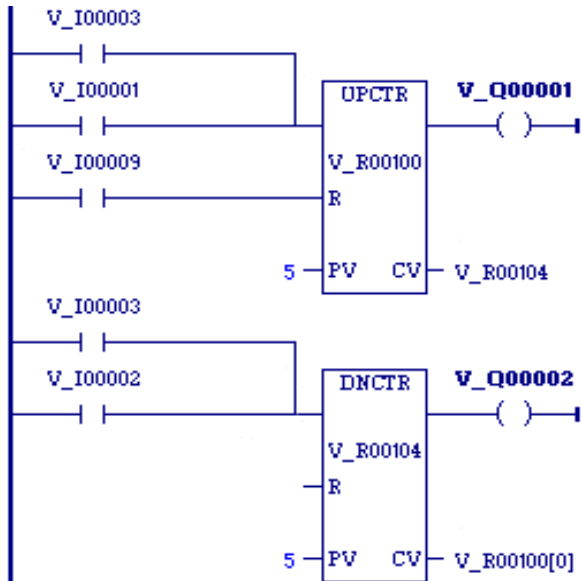 V_I00003
V_I00001
UPCTR
V_Q00001
V_I00009
V_R00100
R
5 PV CV V_R00104
V_I00003
V_I00002
DNCTR
V_Q00002
V_R00104
R
5 PV CV V_R00100[0]